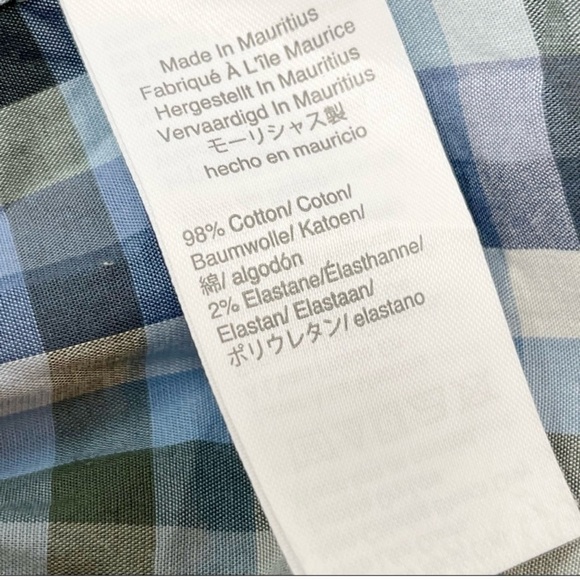 Made In Mauritius
Fabriqué À L'île Maurice
Hergestellt In Mauritius
Vervaardigd In Mauritius
モーリシャス製
hecho en mauricio
98% Cotton/ Coton/
Baumwolle/ Katoen/
綿/ algodón
2% Elastane/Élasthanne/
Elastan/ Elastaan/
ポリウレタン/ elastano